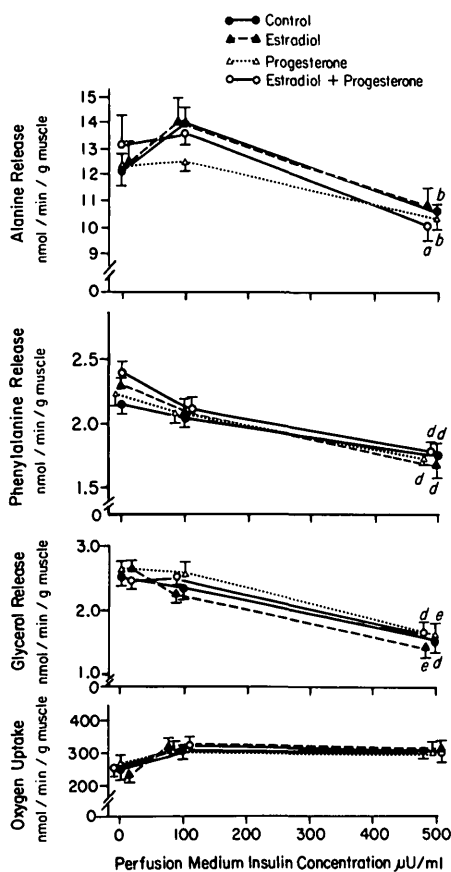 Control
Estradiol
Progesterone
Estradiol + Progesterone
Alanine Release
nmol / min / g muscle
15
14
13
12
11
10
9
0
b
a b
Phenylalanine Release
nmol / min / g muscle
2.5
2.0
1.5
0
d d
d d
Glycerol Release
nmol / min / g muscle
3.0
2.0
1.0
0
d e
e d
Oxygen Uptake
nmol / min / g muscle
400
300
200
0
0 100 200 300 400 500
Perfusion Medium Insulin Concentration µU/ml